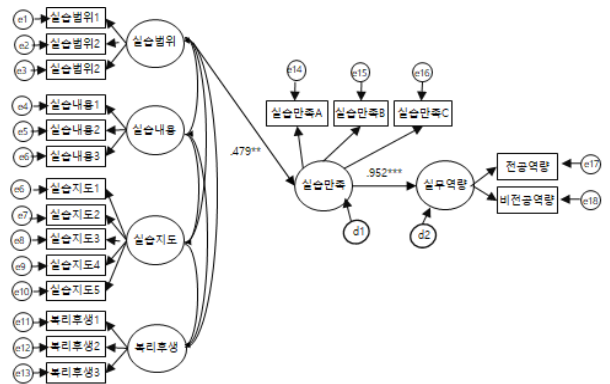 e1 실습범위1
e2 실습범위2
e3 실습범위2
실습범위
e4 실습내용1
e5 실습내용2
e6 실습내용3
실습내용
e6 실습지도1
e7 실습지도2
e8 실습지도3
e9 실습지도4
e10 실습지도5
실습지도
e11 복리후생1
e12 복리후생2
e13 복리후생3
복리후생
.479**
e14 e15 e16
실습만족A 실습만족B 실습만족C
실습만족 .952*** 실무역량
d1 d2
전공역량 e17
비전공역량 e18